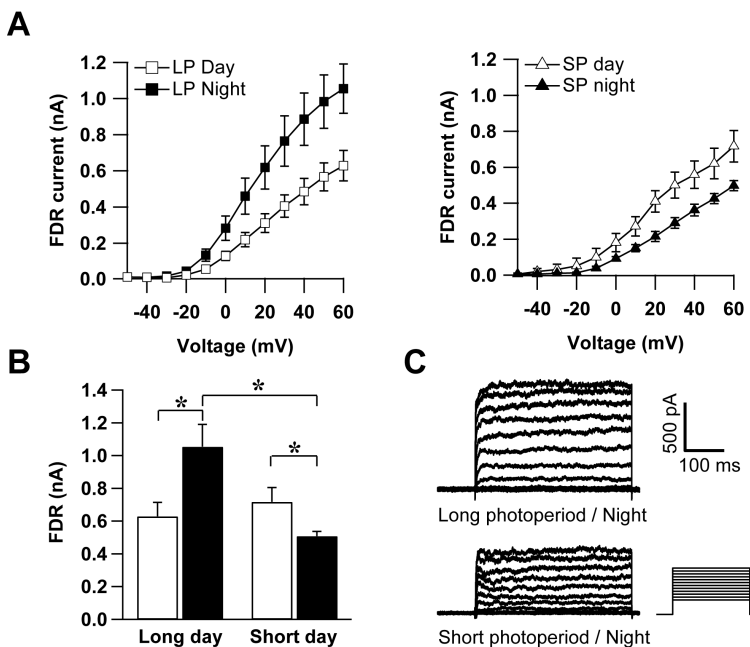 A
LP Day
LP Night
FDR current (nA)
1.2
1.0
0.8
0.6
0.4
0.2
0.0
-40 -20 0 20 40 60
Voltage (mV)
SP day
SP night
FDR current (nA)
1.2
1.0
0.8
0.6
0.4
0.2
0.0
-40 -20 0 20 40 60
Voltage (mV)
B
FDR (nA)
1.4
1.2
1.0
0.8
0.6
0.4
0.2
0.0
*
*
*
Long day Short day
C
500 pA
100 ms
Long photoperiod / Night
Short photoperiod / Night